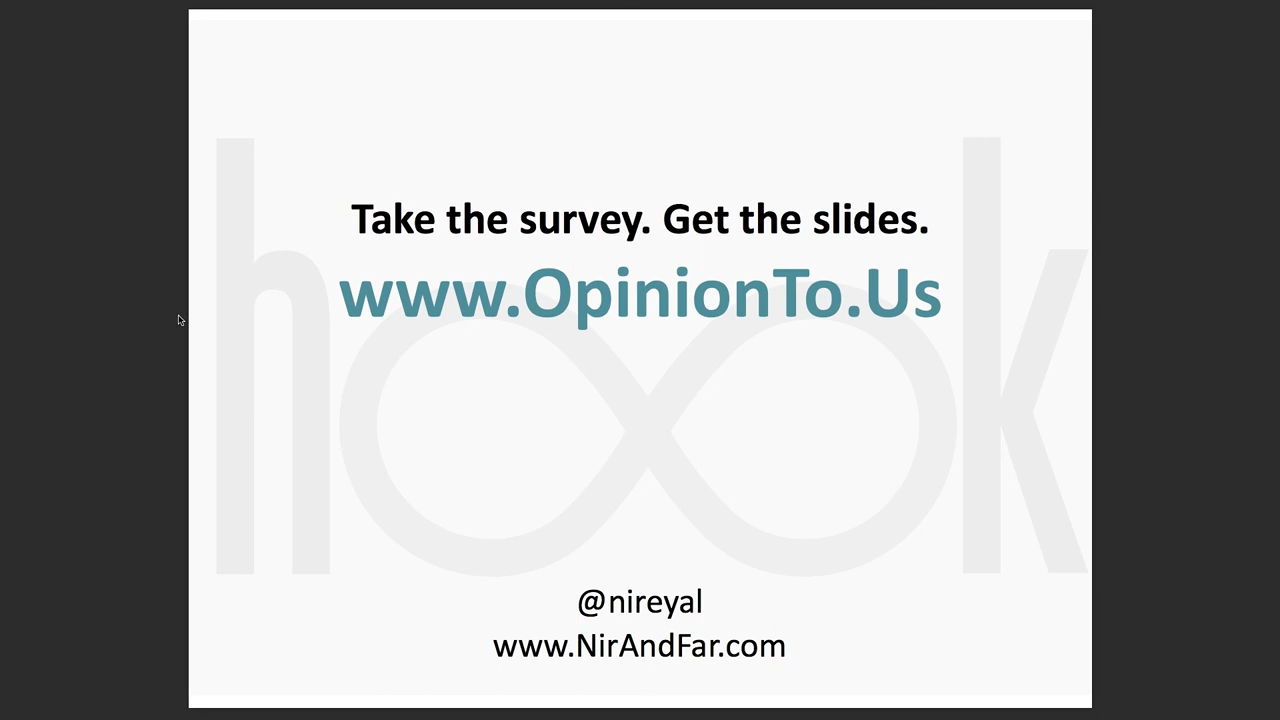 Take the survey. Get the slides.
www.OpinionTo.Us
hook
@nireyal
www.NirAndFar.com